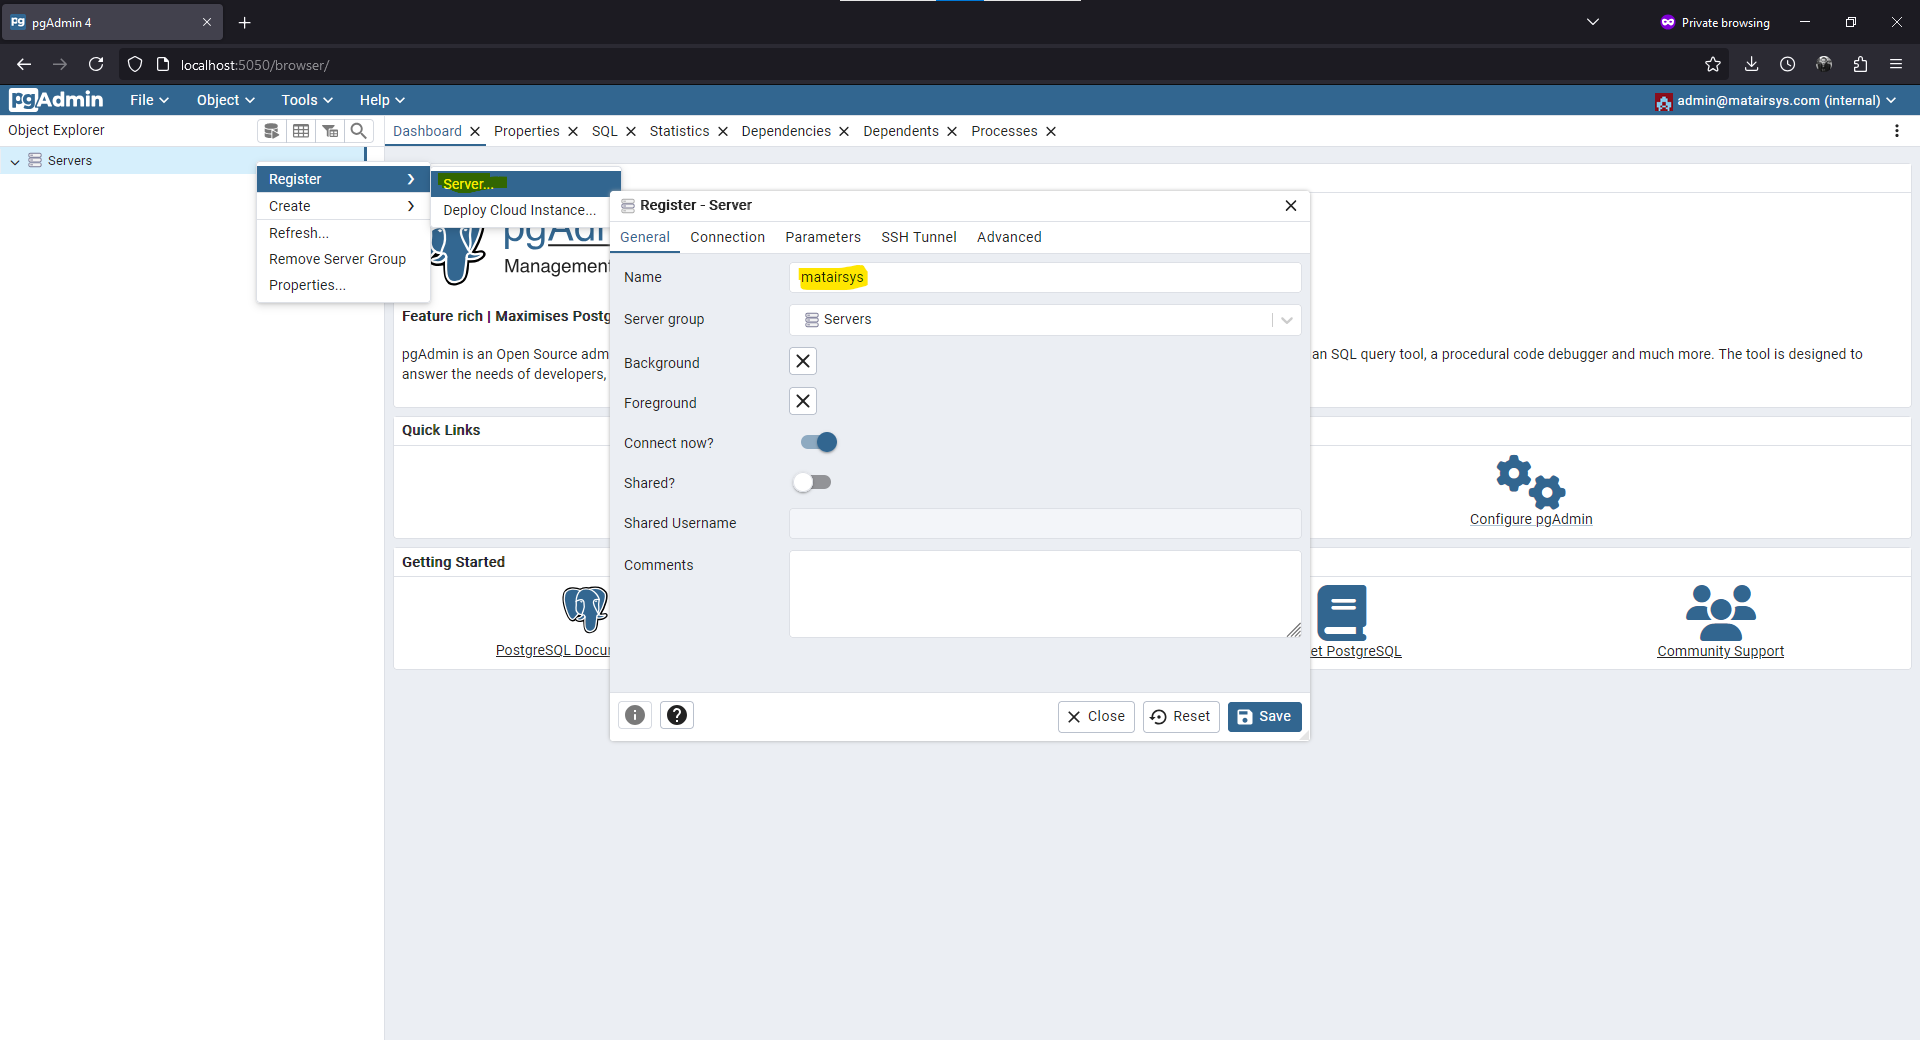 pgAdmin 4
Private browsing
localhost:5050/browser/
pgAdmin File Object Tools Help admin@matairsys.com (internal)
Object Explorer
Dashboard Properties SQL Statistics Dependencies Dependents Processes
Servers
Register
Create
Refresh...
Remove Server Group
Properties...
Server...
Deploy Cloud Instance...
Register - Server
General Connection Parameters SSH Tunnel Advanced
Name matairsys
Server group Servers
Background
Foreground
Connect now?
Shared?
Shared Username
Comments
Close Reset Save
Management
Feature rich | Maximises
pgAdmin is an Open Source an SQL query tool, a procedural code debugger and much more. The tool is designed to
answer the needs of developers,
Quick Links
Configure pgAdmin
Getting Started
PostgreSQL
PostgreSQL
Community Support